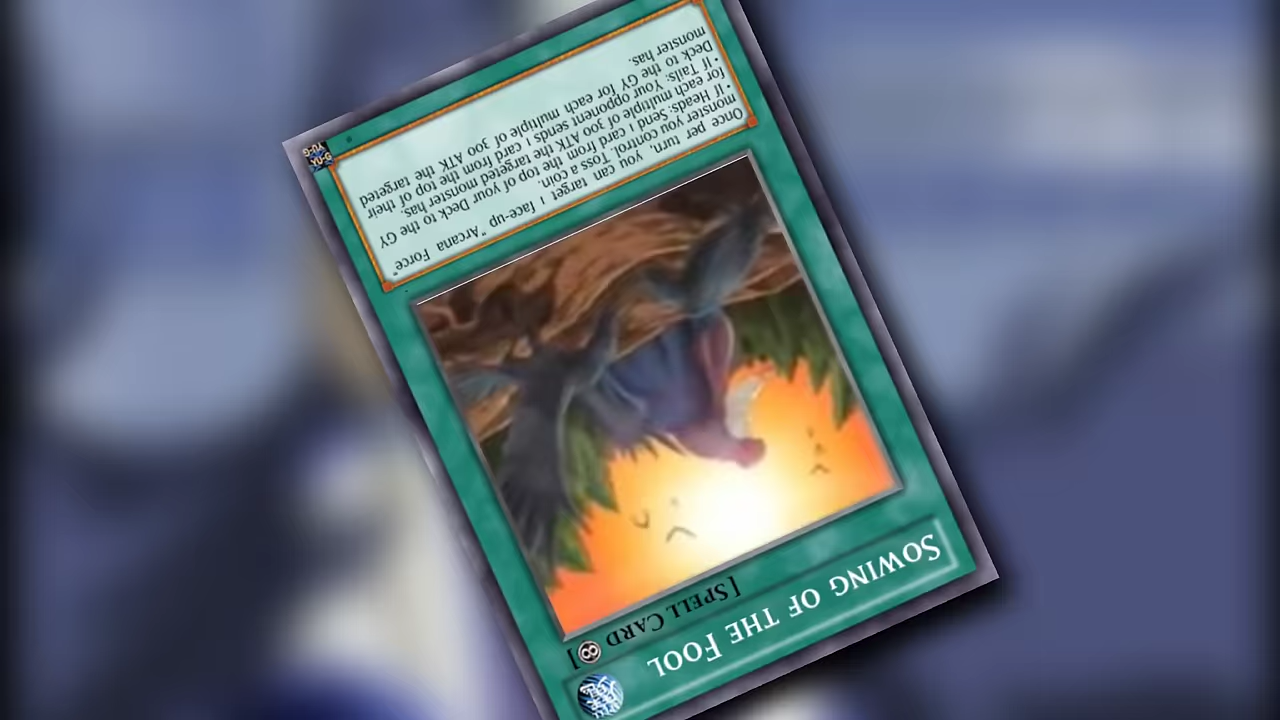 SOWING OF THE FOOL
[SPELL CARD ♾]
Once per turn, you can target 1 face-up "Arcana Force"
monster you control. Toss a coin.
• If Heads: Send 1 card from the top of your Deck to the GY
for each multiple of 300 ATK the targeted monster has.
• If Tails: Your opponent sends 1 card from the top of their
Deck to the GY for each multiple of 300 ATK the targeted
monster has.